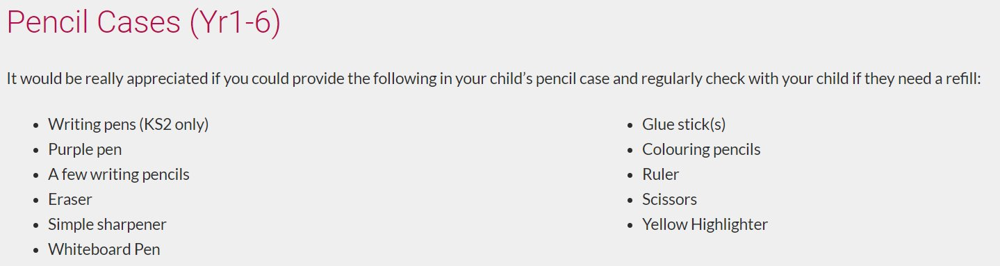 Pencil Cases (Yr1-6)
It would be really appreciated if you could provide the following in your child’s pencil case and regularly check with your child if they need a refill:
• Writing pens (KS2 only)
• Purple pen
• A few writing pencils
• Eraser
• Simple sharpener
• Whiteboard Pen
• Glue stick(s)
• Colouring pencils
• Ruler
• Scissors
• Yellow Highlighter